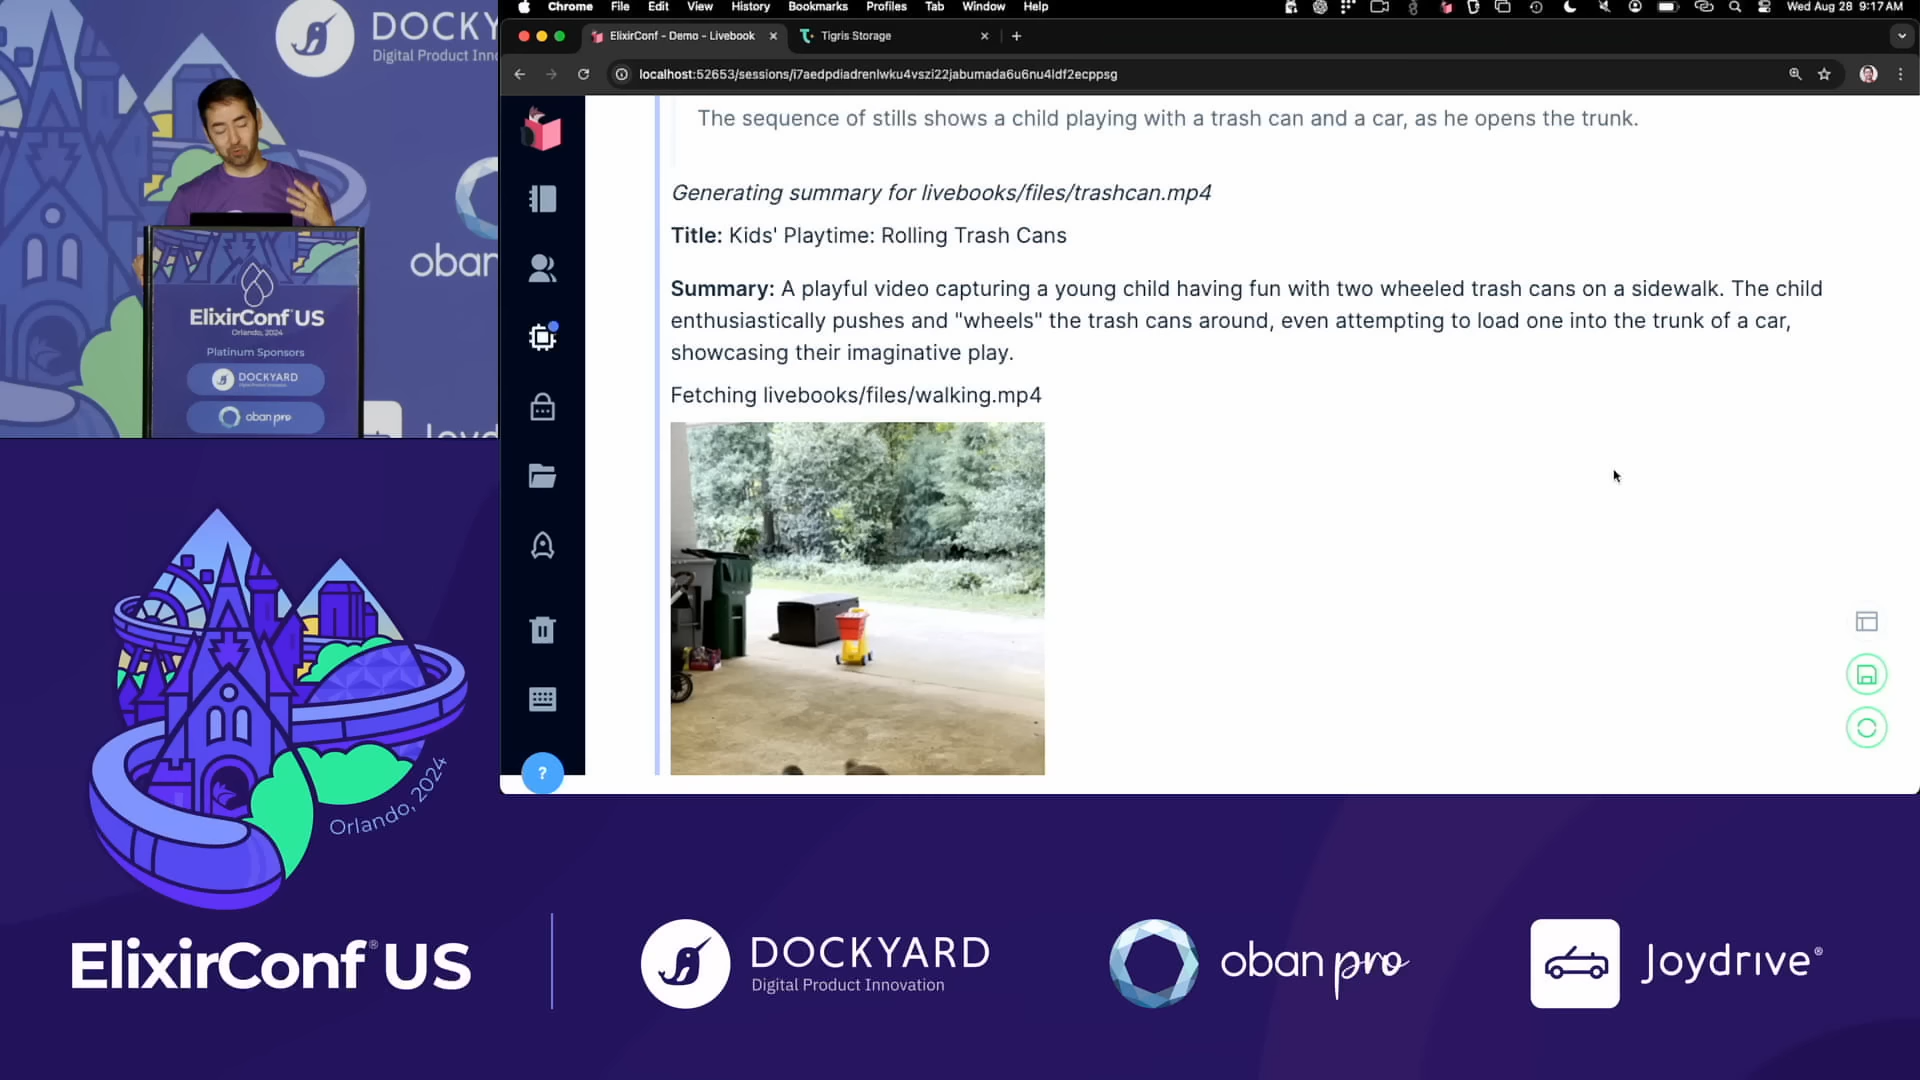 DOCKY
Digital Product Inn
oban
ElixirConf US
Orlando, 2024
Platinum Sponsors
DOCKYARD
Digital Product Innovation
oban pro
Chrome File Edit View History Bookmarks Profiles Tab Window Help
Wed Aug 28 9:17 AM
ElixirConf - Demo - Livebook
Tigris Storage
localhost:52653/sessions/i7aedpdiadrenlwku4vszi22jabumada6u6nu4ldf2ecppsg
The sequence of stills shows a child playing with a trash can and a car, as he opens the trunk.
Generating summary for livebooks/files/trashcan.mp4
Title: Kids' Playtime: Rolling Trash Cans
Summary: A playful video capturing a young child having fun with two wheeled trash cans on a sidewalk. The child
enthusiastically pushes and "wheels" the trash cans around, even attempting to load one into the trunk of a car,
showcasing their imaginative play.
Fetching livebooks/files/walking.mp4
?
Orlando, 2024
ElixirConf® US
DOCKYARD
Digital Product Innovation
oban pro
Joydrive®